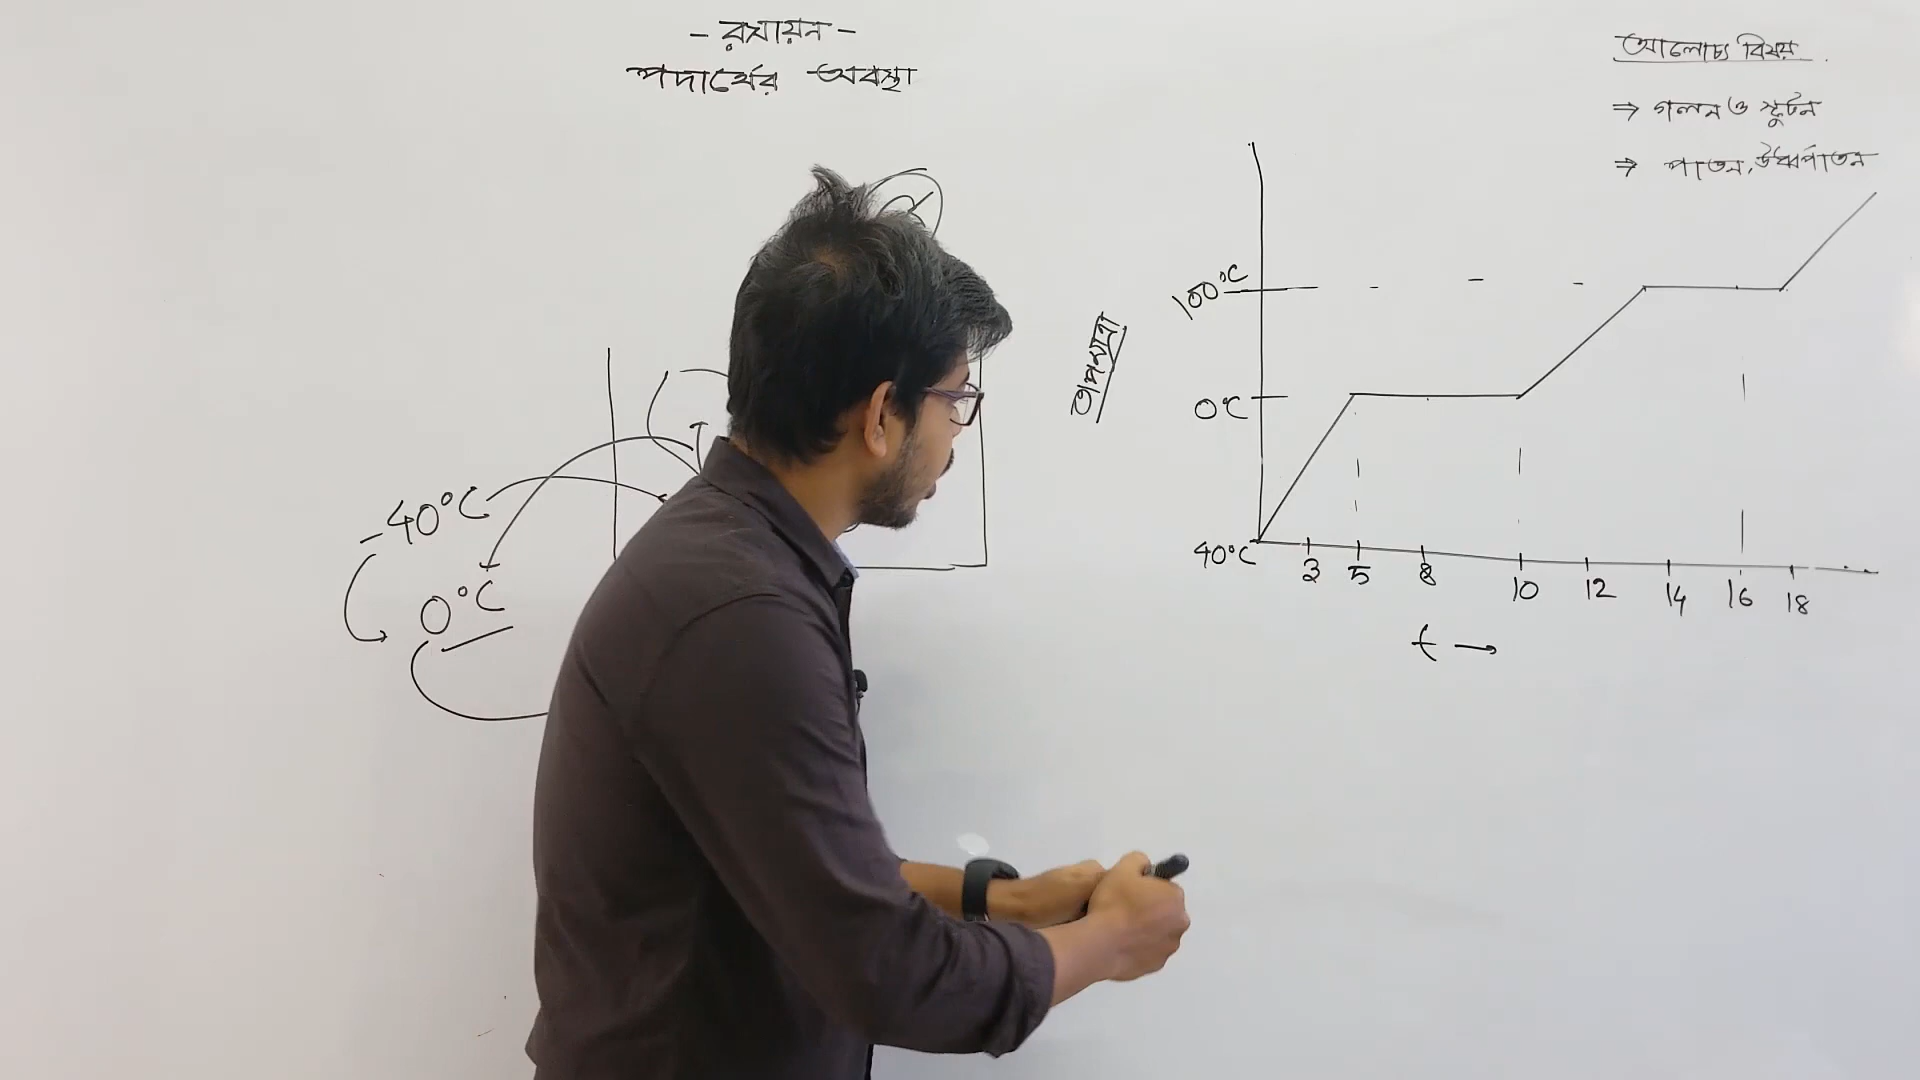 - রসায়ন -
পদার্থের অবস্থা
আলোচ্য বিষয়
⇒ গলন ও স্ফুটন
⇒ পাতন, ঊর্ধ্বপাতন
-40°C
0°C
তাপমাত্রা
100°C
0°C
40°C
3 5 8 10 12 14 16 18
t →